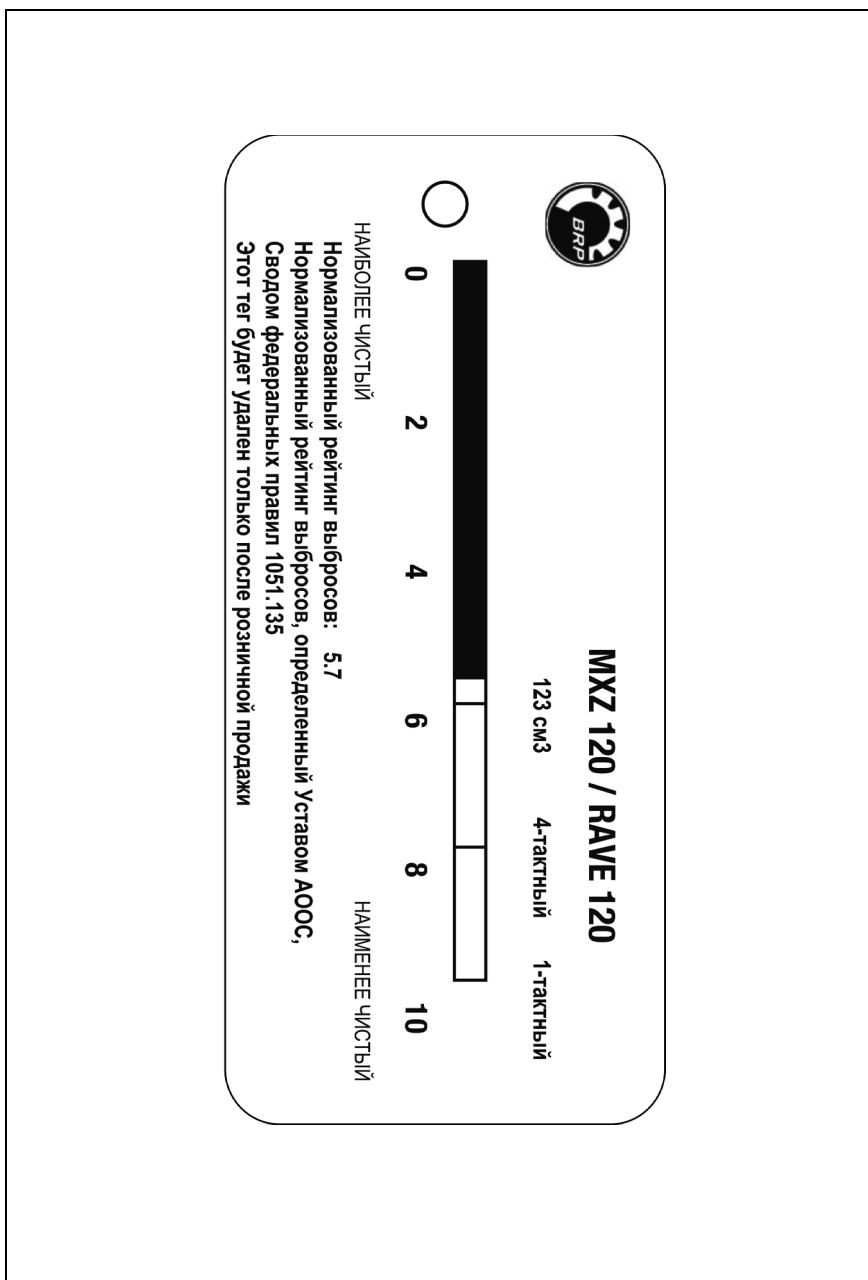 BRP
MXZ 120 / RAVE 120
123 см3 4-тактный 1-тактный
0 2 4 6 8 10
НАИБОЛЕЕ ЧИСТЫЙ НАИМЕНЕЕ ЧИСТЫЙ
Нормализованный рейтинг выбросов: 5.7
Нормализованный рейтинг выбросов, определенный Уставом АООС,
Сводом федеральных правил 1051.135
Этот тег будет удален только после розничной продажи